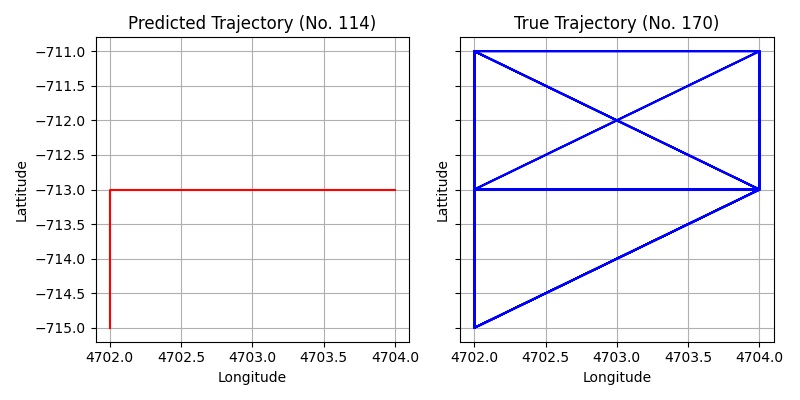 Predicted Trajectory (No. 114)
True Trajectory (No. 170)
−711.0
−711.5
−712.0
−712.5
−713.0
−713.5
−714.0
−714.5
−715.0
Lattitude
Lattitude
4702.0 4702.5 4703.0 4703.5 4704.0
4702.0 4702.5 4703.0 4703.5 4704.0
Longitude
Longitude